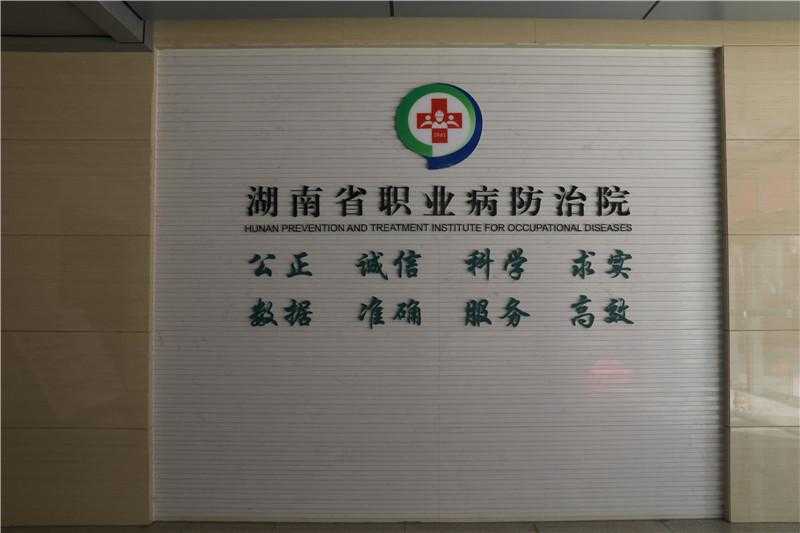 湖南省职业病防治院
HUNAN PREVENTION AND TREATMENT INSTITUTE FOR OCCUPATIONAL DISEASES
公正 诚信 科学 求实
数据 准确 服务 高效